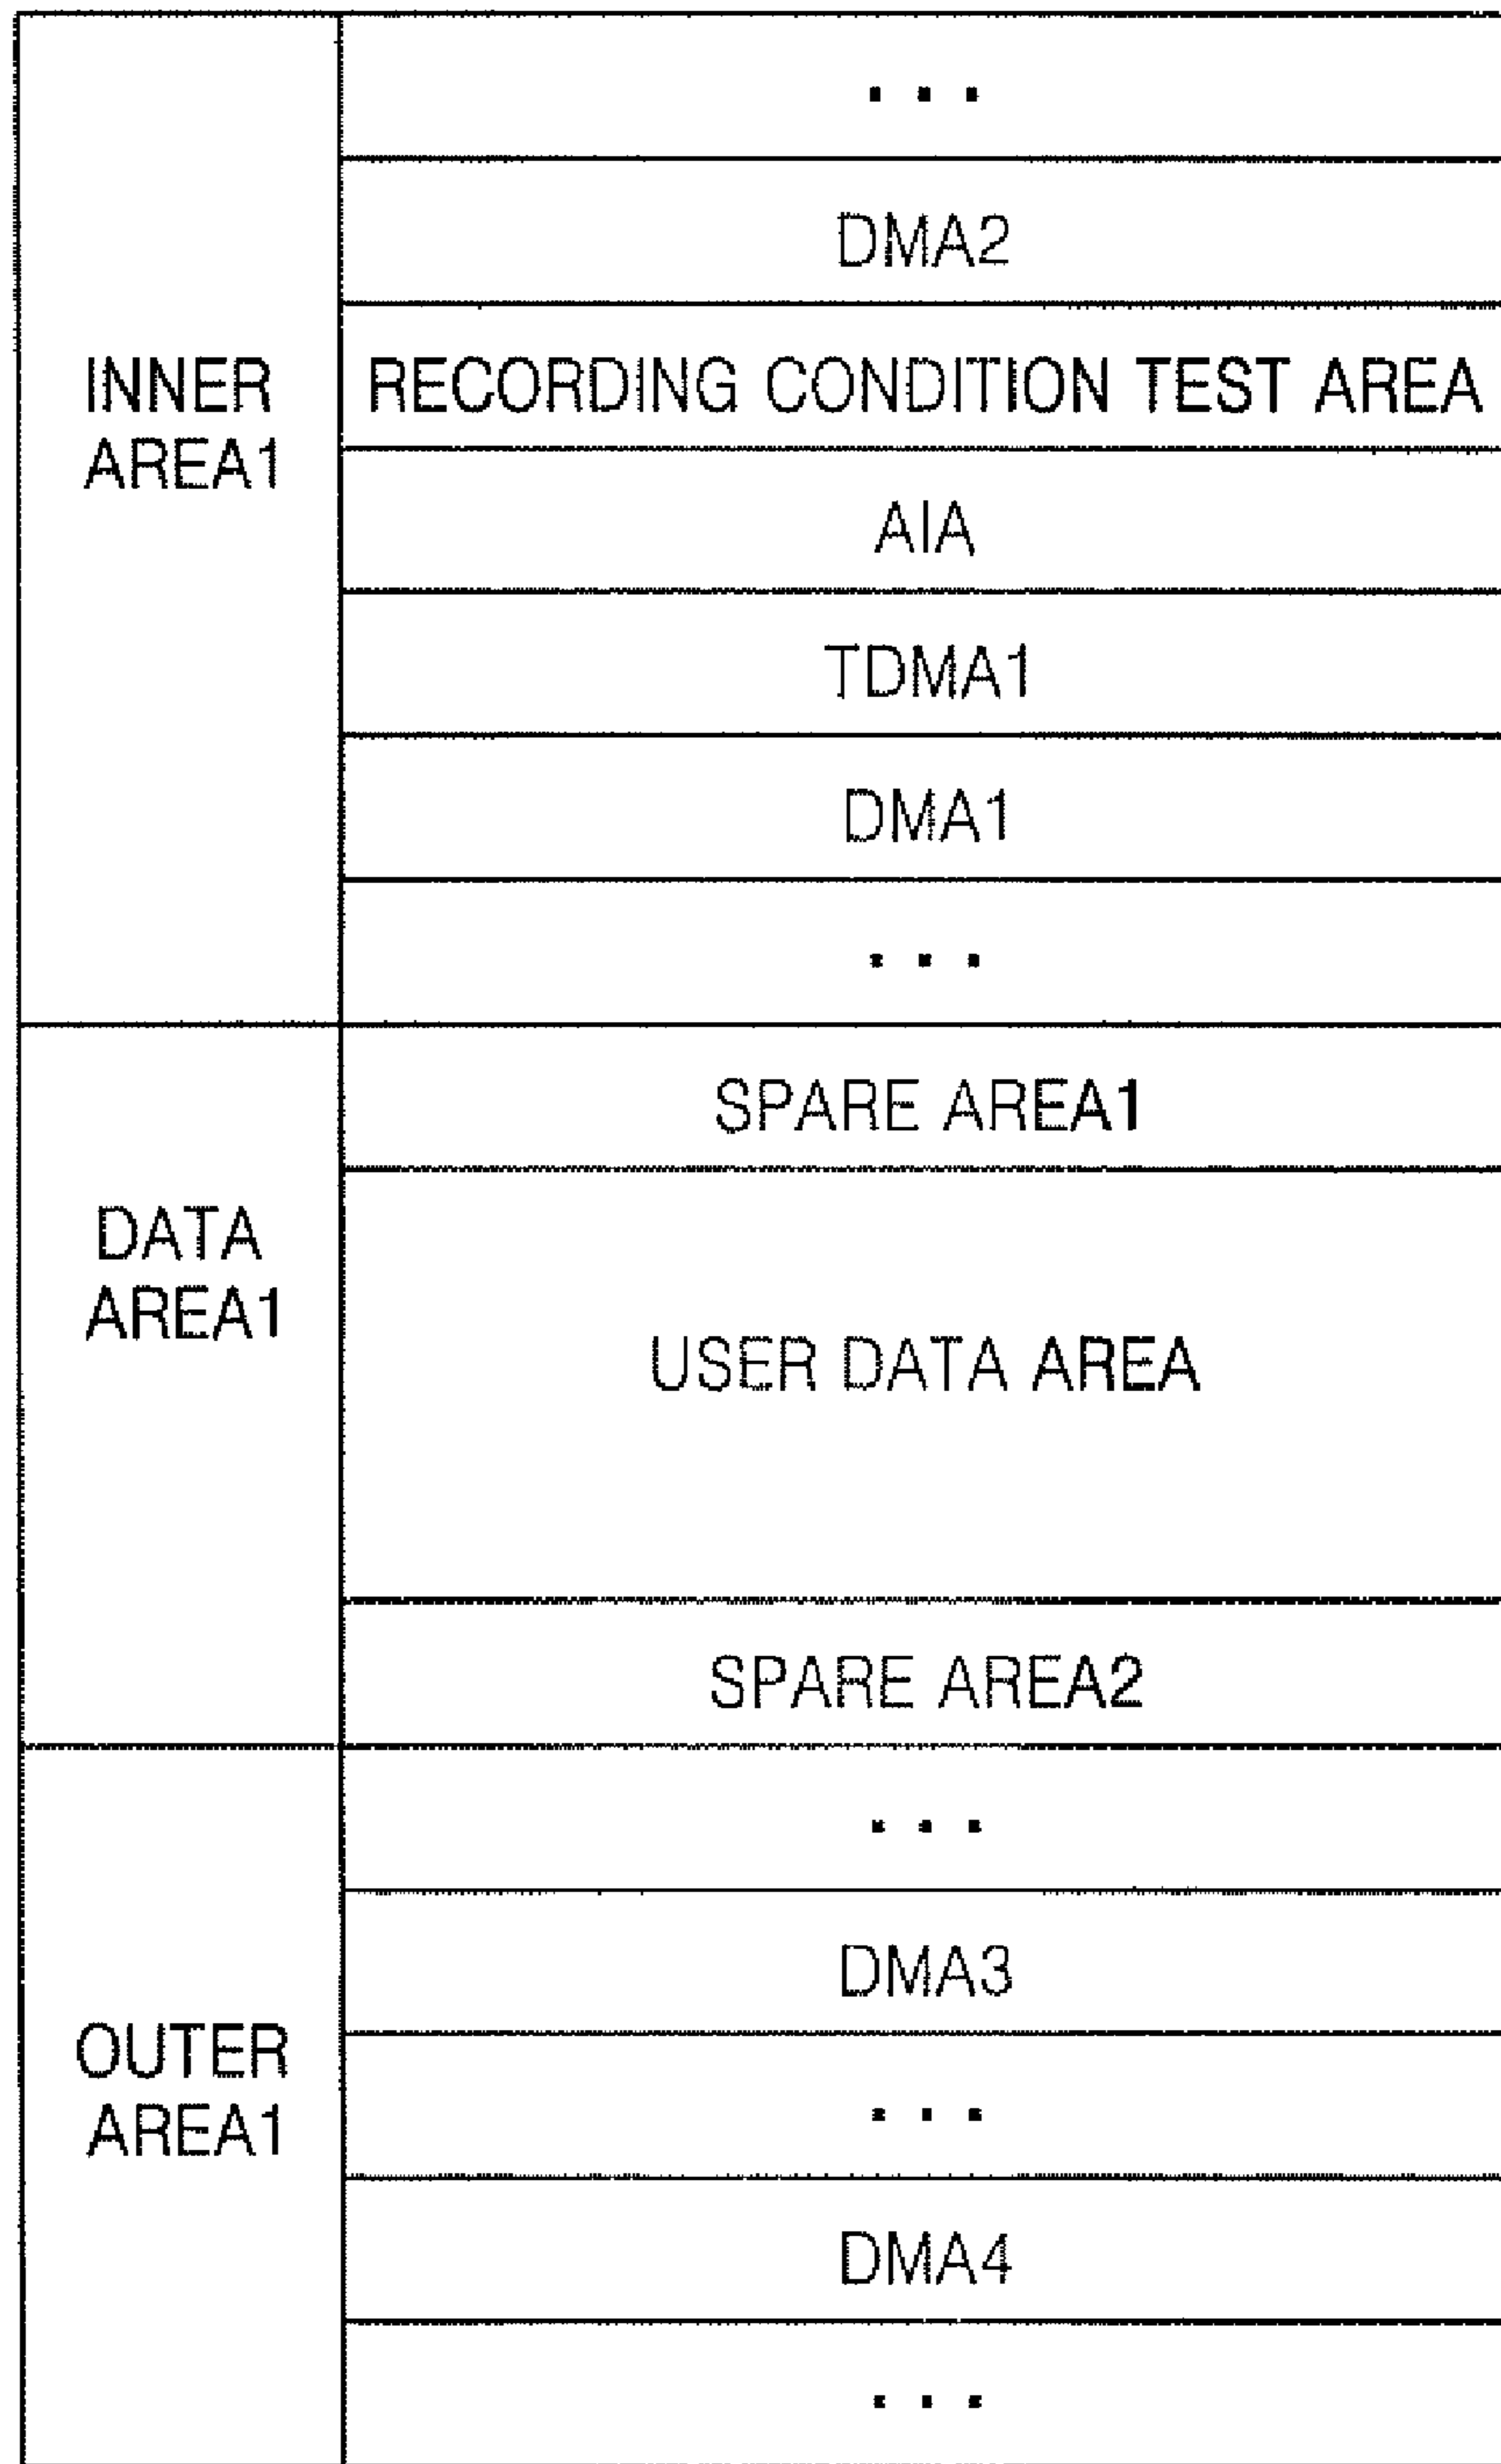 . . .
DMA2
INNER
AREA1
RECORDING CONDITION TEST AREA
AIA
TDMA1
DMA1
. . .
SPARE AREA1
DATA
AREA1
USER DATA AREA
SPARE AREA2
. . .
DMA3
OUTER
AREA1
. . .
DMA4
. . .